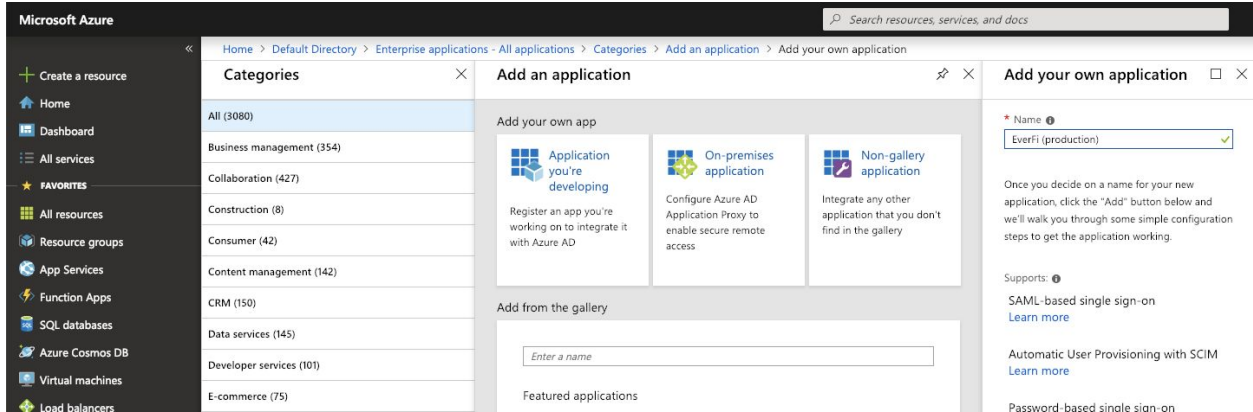 Microsoft Azure
Search resources, services, and docs
«
Home > Default Directory > Enterprise applications - All applications > Categories > Add an application > Add your own application
Create a resource
Home
Dashboard
All services
FAVORITES
All resources
Resource groups
App Services
Function Apps
SQL databases
Azure Cosmos DB
Virtual machines
Load balancers
Categories
All (3080)
Business management (354)
Collaboration (427)
Construction (8)
Consumer (42)
Content management (142)
CRM (150)
Data services (145)
Developer services (101)
E-commerce (75)
Add an application
Add your own app
Application
you're
developing
Register an app you're
working on to integrate it
with Azure AD
On-premises
application
Configure Azure AD
Application Proxy to
enable secure remote
access
Non-gallery
application
Integrate any other
application that you don't
find in the gallery
Add from the gallery
Enter a name
Featured applications
Add your own application
* Name
EverFi (production)
Once you decide on a name for your new
application, click the "Add" button below and
we'll walk you through some simple configuration
steps to get the application working.
Supports:
SAML-based single sign-on
Learn more
Automatic User Provisioning with SCIM
Learn more
Password-based single sign-on